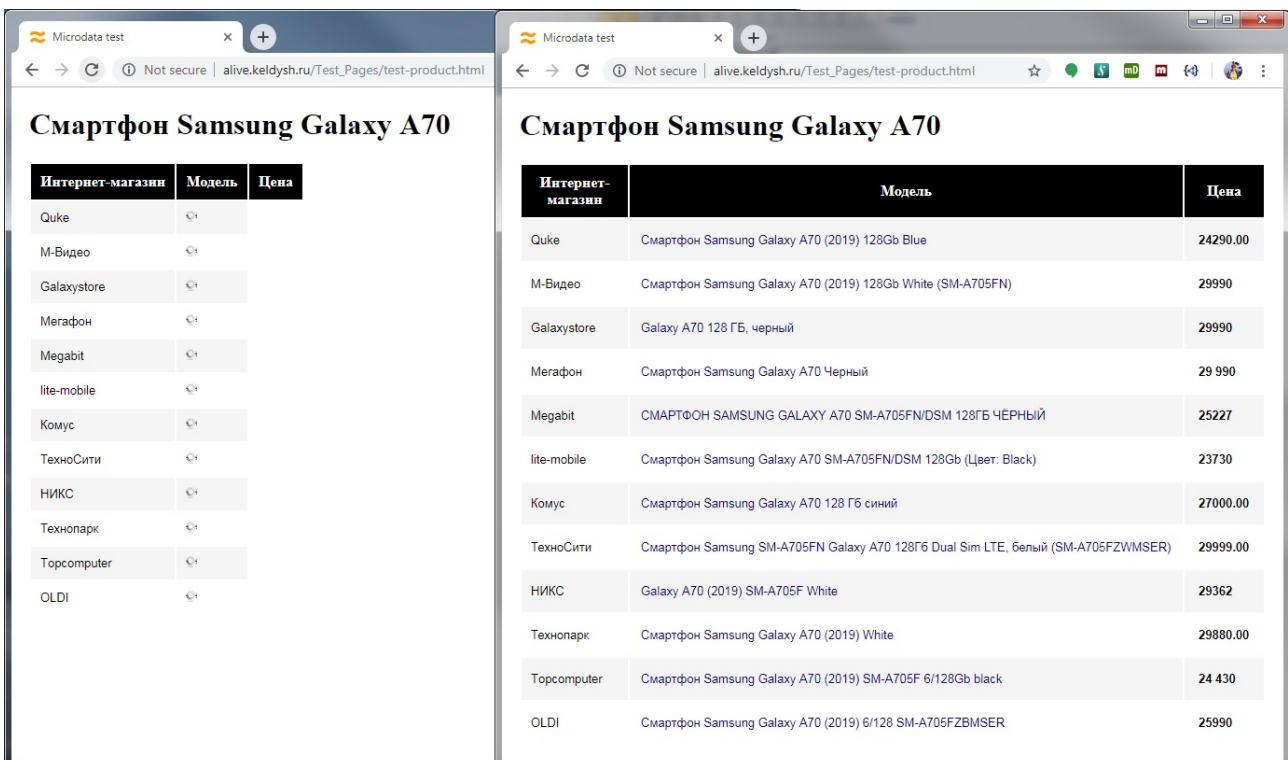 Microdata test
Not secure | alive.keldysh.ru/Test_Pages/test-product.html
Смартфон Samsung Galaxy A70
Интернет-магазин Модель Цена
Quke
М-Видео
Galaxystore
Мегафон
Megabit
lite-mobile
Комус
ТехноСити
НИКС
Технопарк
Topcomputer
OLDI
Microdata test
Not secure | alive.keldysh.ru/Test_Pages/test-product.html
S mD m
Смартфон Samsung Galaxy A70
Интернет-
магазин Модель Цена
Quke Смартфон Samsung Galaxy A70 (2019) 128Gb Blue 24290.00
М-Видео Смартфон Samsung Galaxy A70 (2019) 128Gb White (SM-A705FN) 29990
Galaxystore Galaxy A70 128 ГБ, черный 29990
Мегафон Смартфон Samsung Galaxy A70 Черный 29 990
Megabit СМАРТФОН SAMSUNG GALAXY A70 SM-A705FN/DSM 128ГБ ЧЁРНЫЙ 25227
lite-mobile Смартфон Samsung Galaxy A70 SM-A705FN/DSM 128Gb (Цвет: Black) 23730
Комус Смартфон Samsung Galaxy A70 128 Гб синий 27000.00
ТехноСити Смартфон Samsung SM-A705FN Galaxy A70 128Гб Dual Sim LTE, белый (SM-A705FZWMSER) 29999.00
НИКС Galaxy A70 (2019) SM-A705F White 29362
Технопарк Смартфон Samsung Galaxy A70 (2019) White 29880.00
Topcomputer Смартфон Samsung Galaxy A70 (2019) SM-A705F 6/128Gb black 24 430
OLDI Смартфон Samsung Galaxy A70 (2019) 6/128 SM-A705FZBMSER 25990